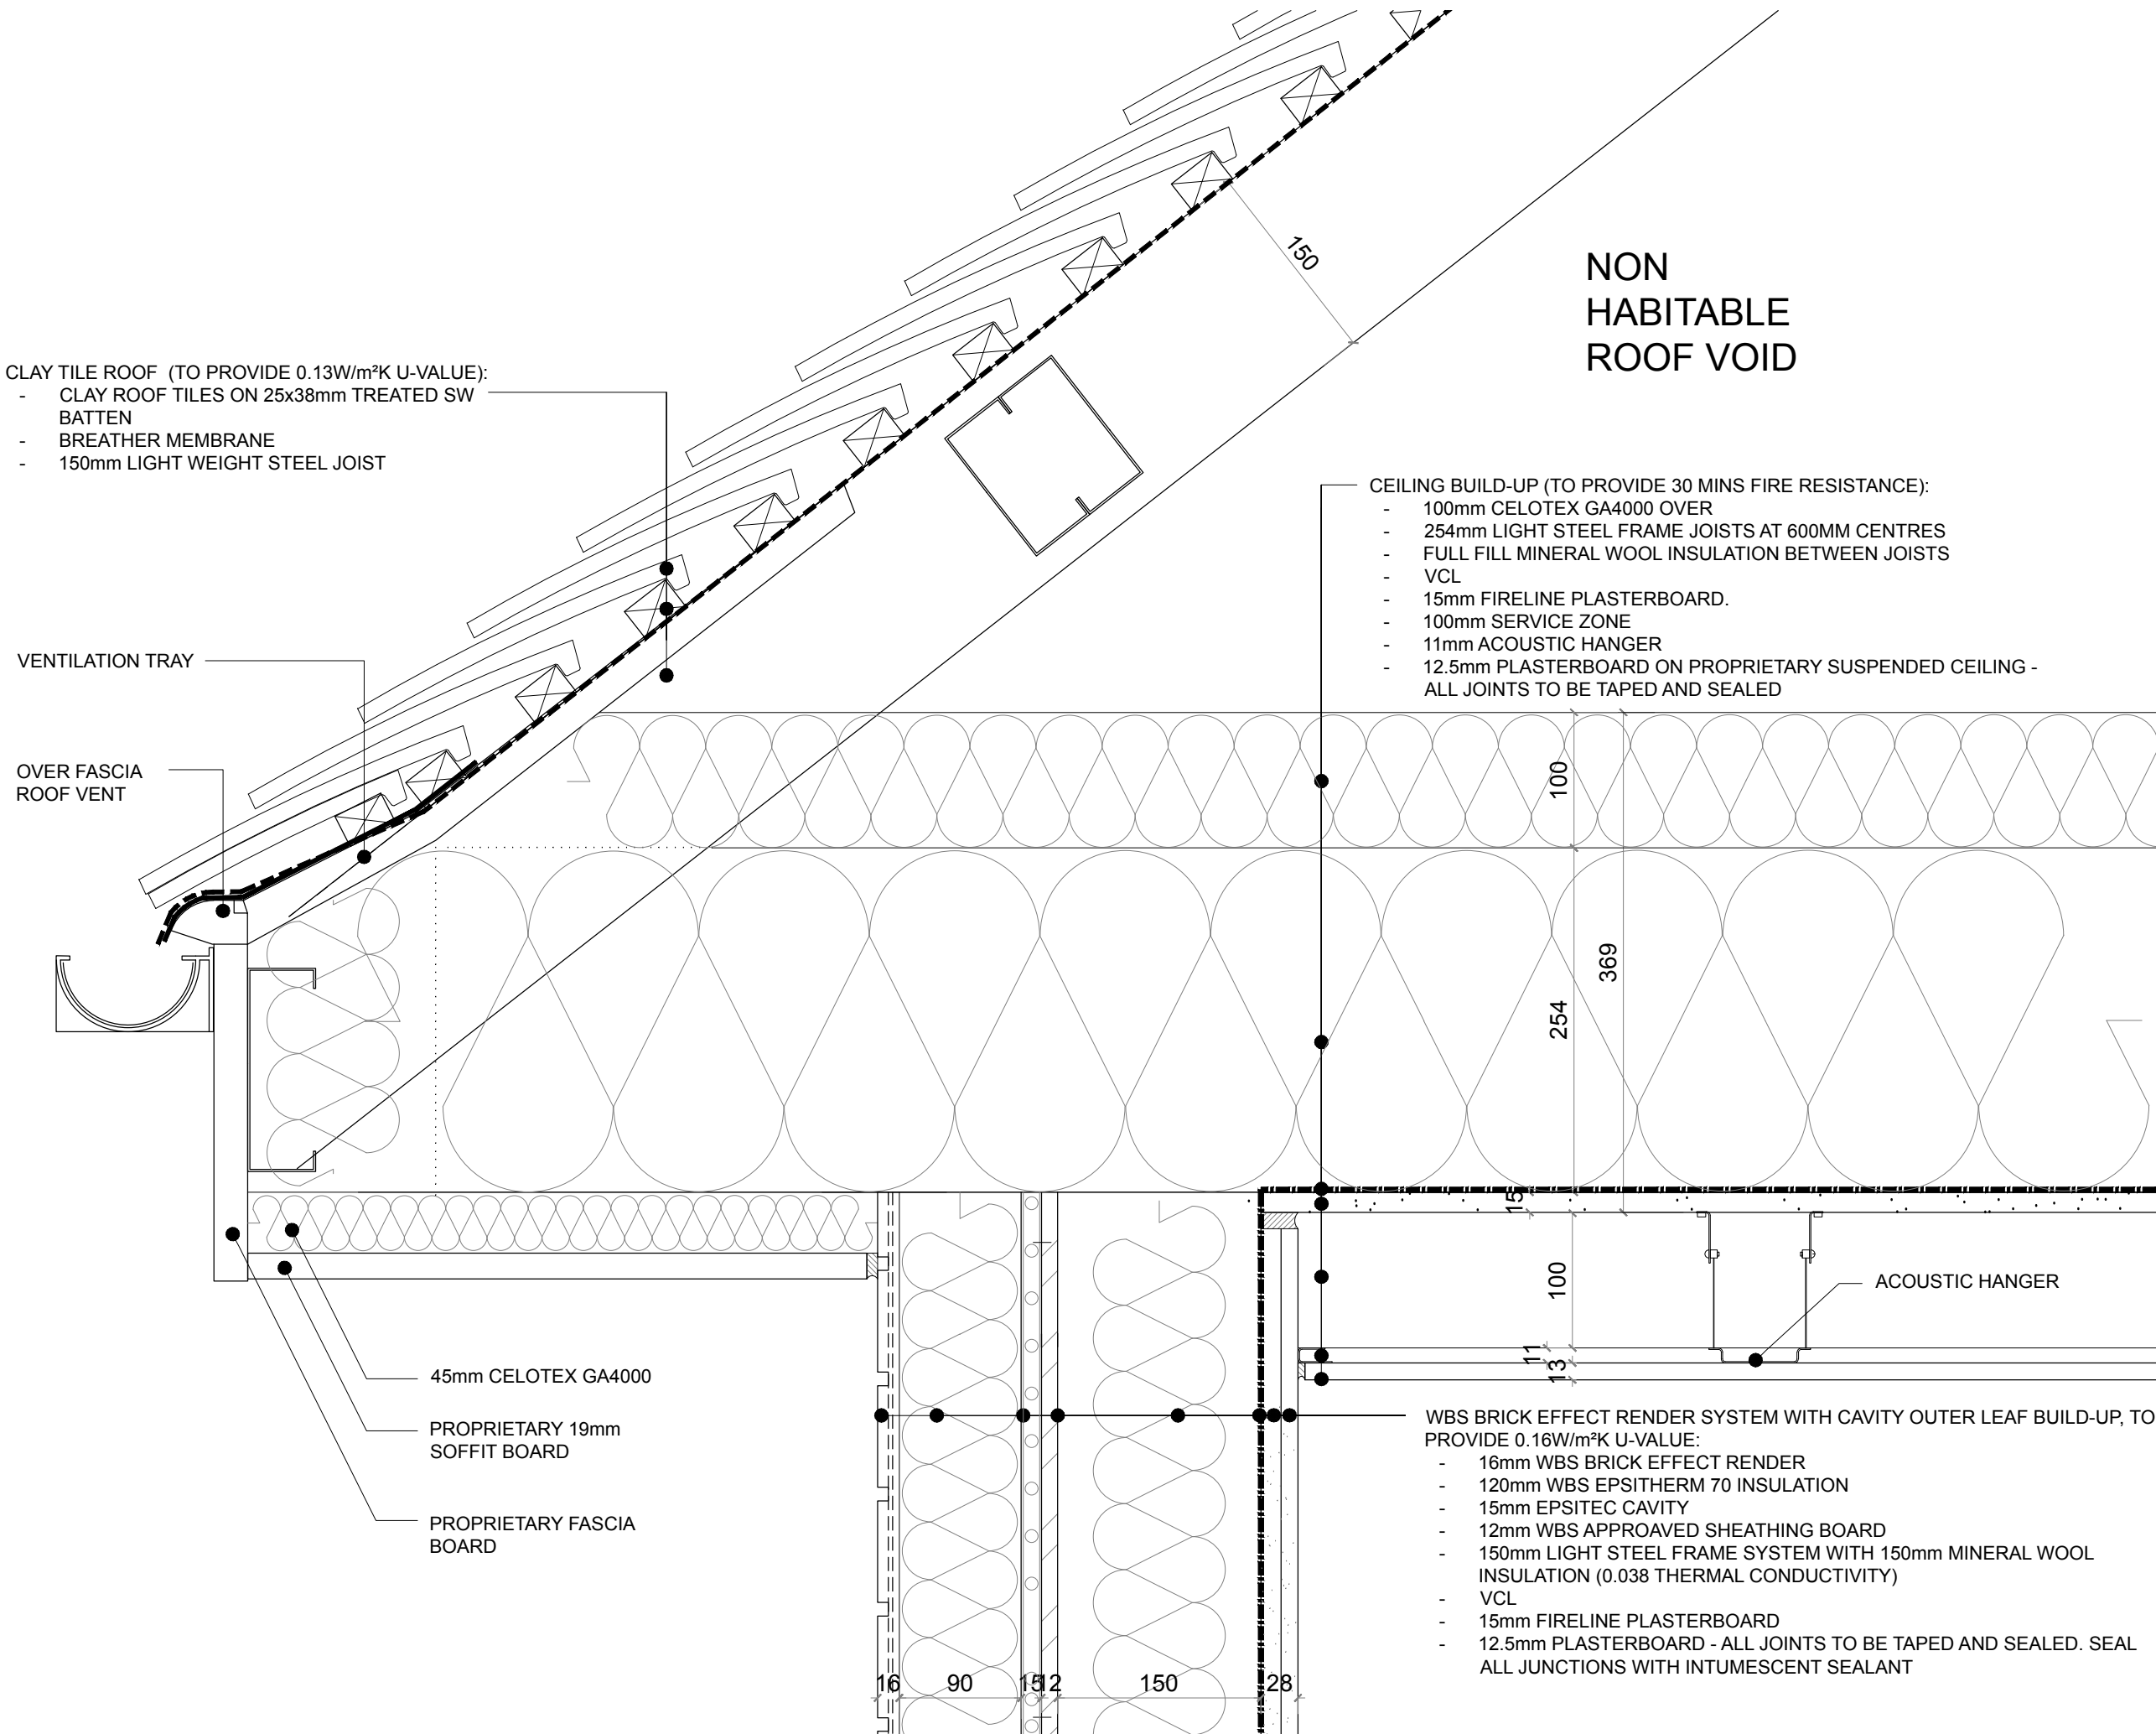 150
NON
HABITABLE
ROOF VOID
CLAY TILE ROOF (TO PROVIDE 0.13W/m²K U-VALUE):
- CLAY ROOF TILES ON 25x38mm TREATED SW
BATTEN
- BREATHER MEMBRANE
- 150mm LIGHT WEIGHT STEEL JOIST
CEILING BUILD-UP (TO PROVIDE 30 MINS FIRE RESISTANCE):
- 100mm CELOTEX GA4000 OVER
- 254mm LIGHT STEEL FRAME JOISTS AT 600MM CENTRES
- FULL FILL MINERAL WOOL INSULATION BETWEEN JOISTS
- VCL
- 15mm FIRELINE PLASTERBOARD.
- 100mm SERVICE ZONE
- 11mm ACOUSTIC HANGER
- 12.5mm PLASTERBOARD ON PROPRIETARY SUSPENDED CEILING -
ALL JOINTS TO BE TAPED AND SEALED
VENTILATION TRAY
OVER FASCIA
ROOF VENT
100
369
254
15
100
ACOUSTIC HANGER
11
13
45mm CELOTEX GA4000
PROPRIETARY 19mm
SOFFIT BOARD
PROPRIETARY FASCIA
BOARD
WBS BRICK EFFECT RENDER SYSTEM WITH CAVITY OUTER LEAF BUILD-UP, TO
PROVIDE 0.16W/m²K U-VALUE:
- 16mm WBS BRICK EFFECT RENDER
- 120mm WBS EPSITHERM 70 INSULATION
- 15mm EPSITEC CAVITY
- 12mm WBS APPROAVED SHEATHING BOARD
- 150mm LIGHT STEEL FRAME SYSTEM WITH 150mm MINERAL WOOL
INSULATION (0.038 THERMAL CONDUCTIVITY)
- VCL
- 15mm FIRELINE PLASTERBOARD
- 12.5mm PLASTERBOARD - ALL JOINTS TO BE TAPED AND SEALED. SEAL
ALL JUNCTIONS WITH INTUMESCENT SEALANT
16 90 15 12 150 28